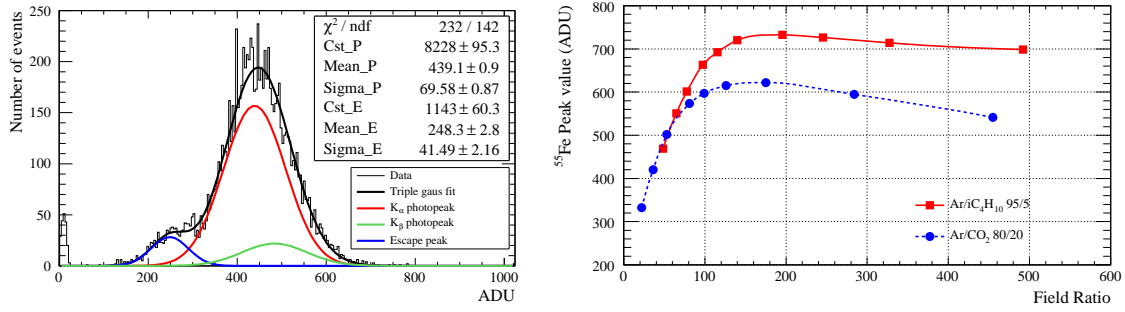 Number of events
250
200
150
100
50
0
0 200 400 600 800 1000
ADU
χ² / ndf 232 / 142
Cst_P 8228 ± 95.3
Mean_P 439.1 ± 0.9
Sigma_P 69.58 ± 0.87
Cst_E 1143 ± 60.3
Mean_E 248.3 ± 2.8
Sigma_E 41.49 ± 2.16
Data
Triple gaus fit
Kα photopeak
Kβ photopeak
Escape peak
⁵⁵Fe Peak value (ADU)
800
700
600
500
400
300
200
0 100 200 300 400 500 600
Field Ratio
Ar/iC₄H₁₀ 95/5
Ar/CO₂ 80/20